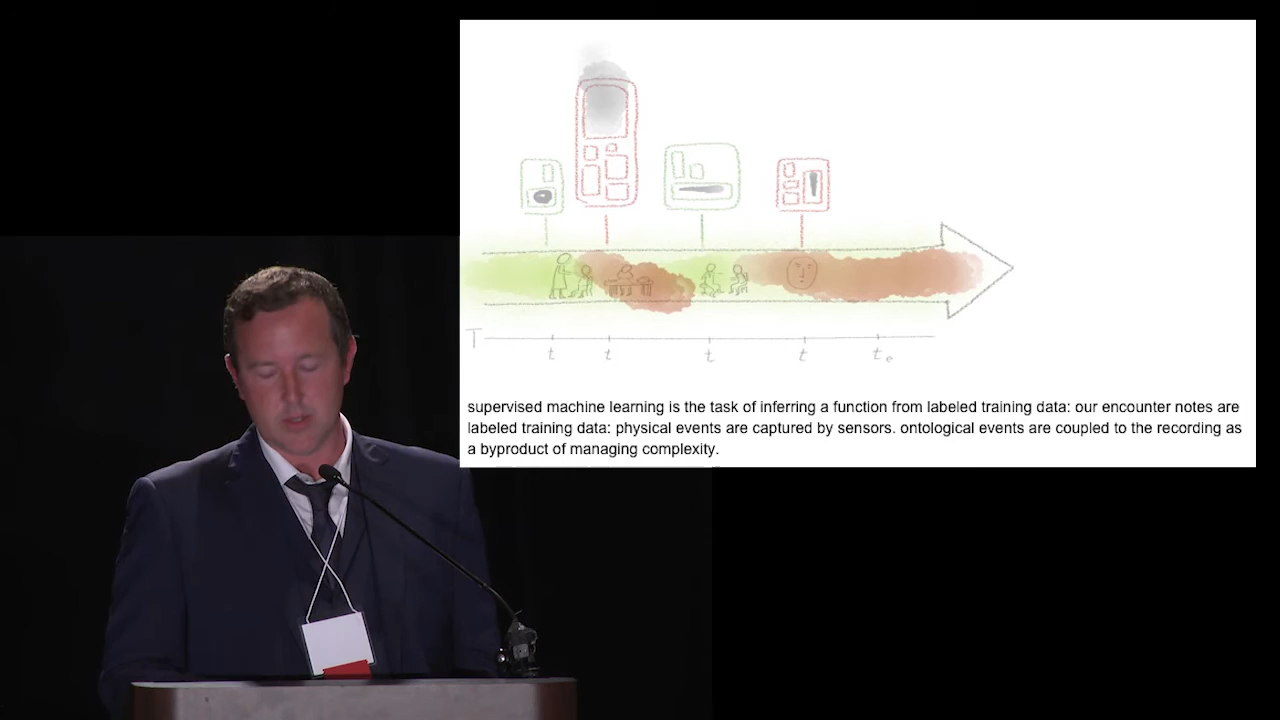 T
t t t t t e
supervised machine learning is the task of inferring a function from labeled training data: our encounter notes are
labeled training data: physical events are captured by sensors. ontological events are coupled to the recording as
a byproduct of managing complexity.